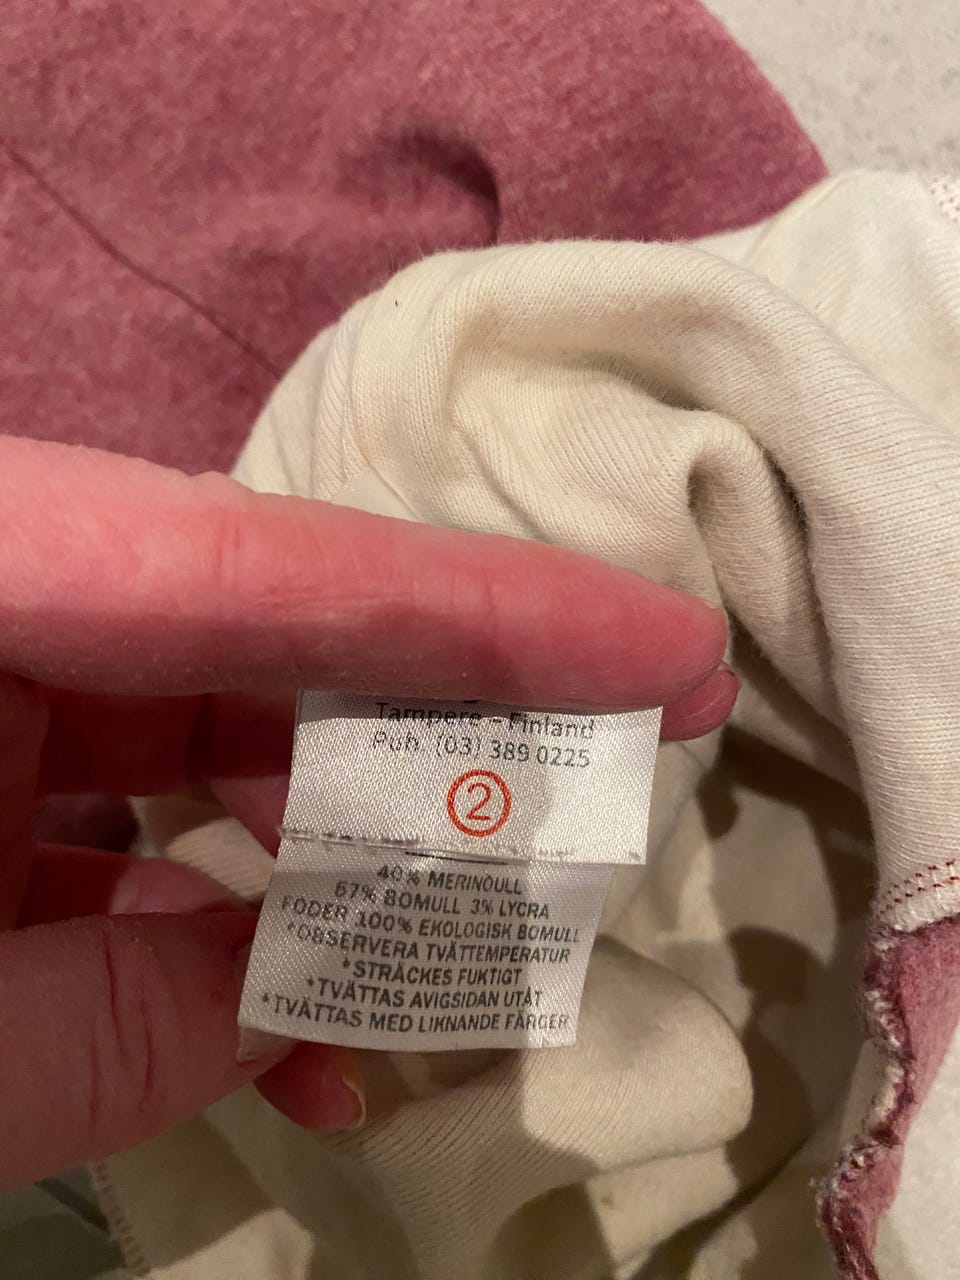 Tampere - Finland
Puh. (03) 389 0225
2
40% MERINOULL
57% BOMULL 3% LYCRA
FODER 100% EKOLOGISK BOMULL
*OBSERVERA TVÄTTEMPERATUR
*STRÄCKES FUKTIGT
*TVÄTTAS AVIGSIDAN UTÅT
*TVÄTTAS MED LIKNANDE FÄRGER